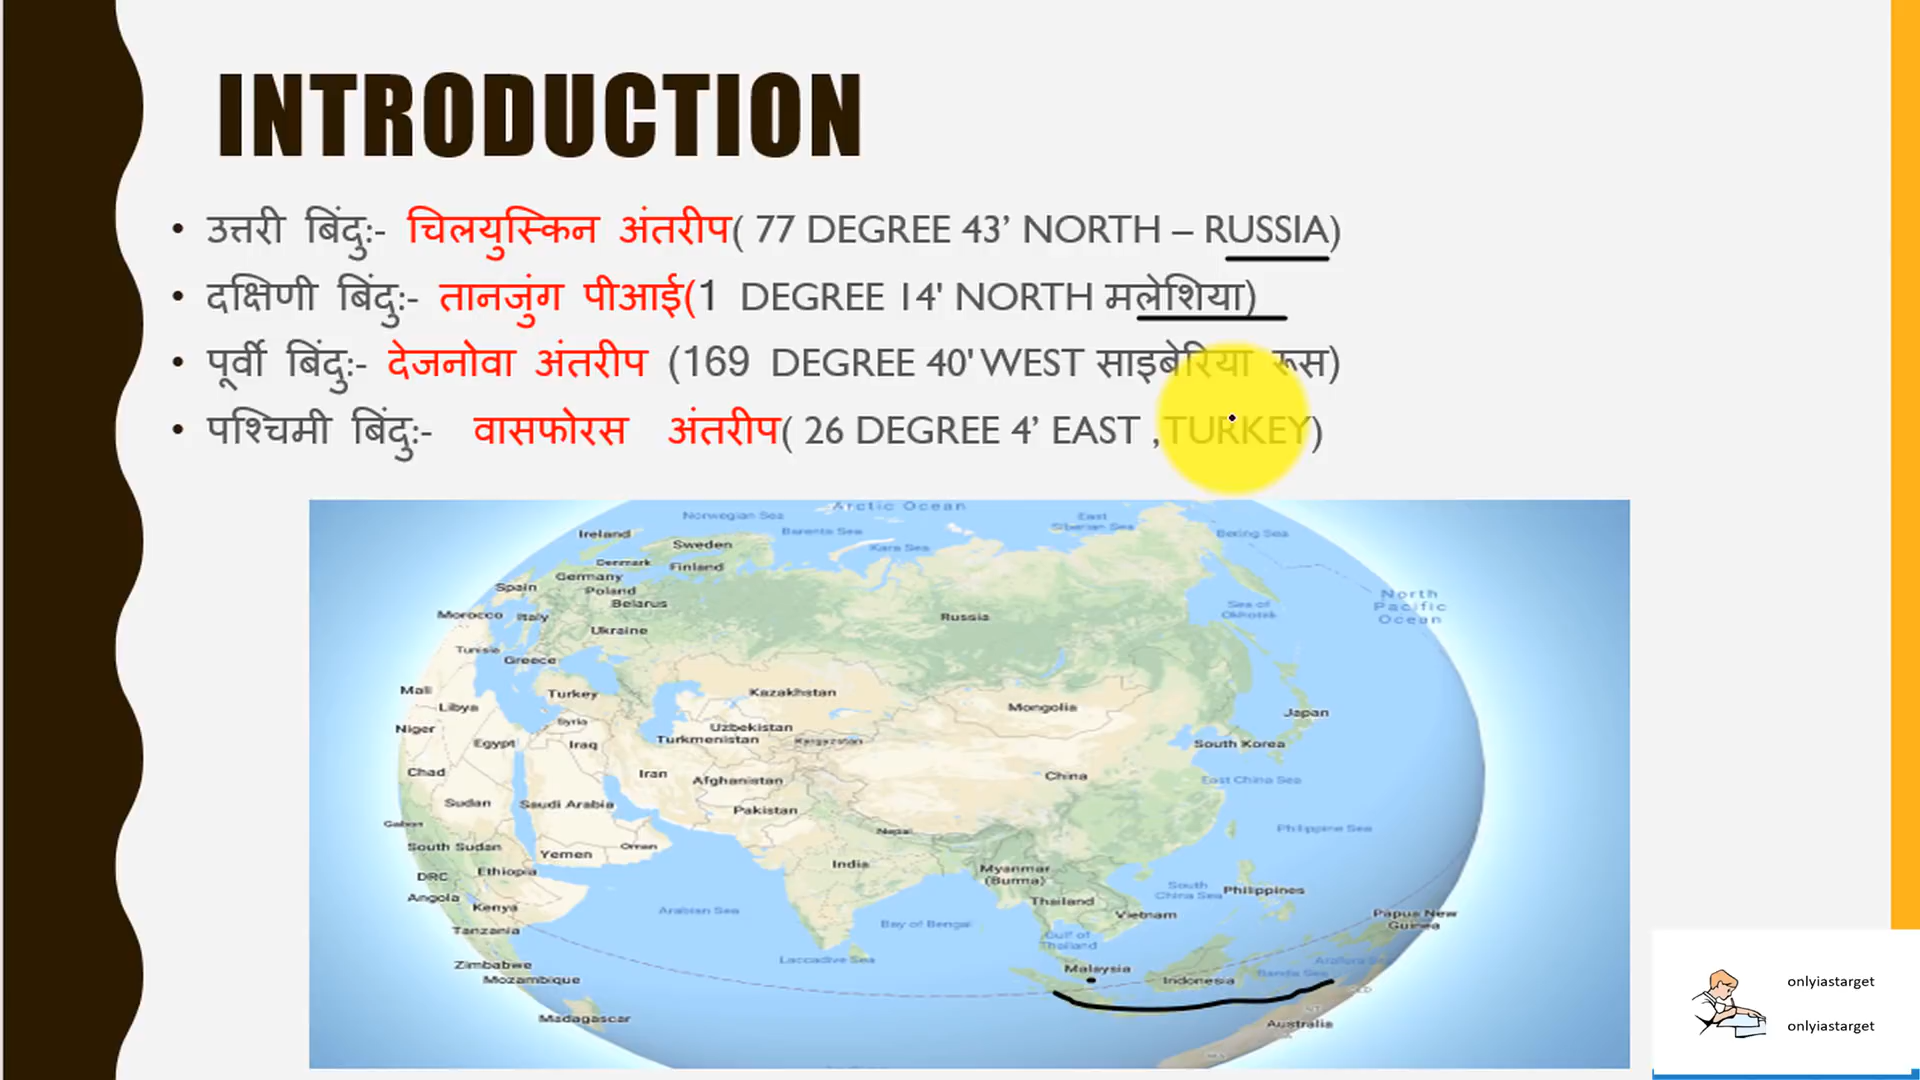 INTRODUCTION
• उत्तरी बिंदु:- चिलयुस्किन अंतरीप( 77 DEGREE 43’ NORTH – RUSSIA)
• दक्षिणी बिंदु:- तानजुंग पीआई(1 DEGREE 14' NORTH मलेशिया)
• पूर्वी बिंदु:- देजनोवा अंतरीप (169 DEGREE 40' WEST साइबेरिया रूस)
• पश्चिमी बिंदु:- वासफोरस अंतरीप( 26 DEGREE 4’ EAST ,TURKEY)
Arctic Ocean
Norwegian Sea
Barents Sea
Kara Sea
East Siberian Sea
Bering Sea
Ireland
Sweden
Denmark
Finland
Germany
Spain
Poland
Belarus
Morocco
Italy
Ukraine
Russia
Sea of Okhotsk
North Pacific Ocean
Tunisia
Greece
Mali
Turkey
Kazakhstan
Mongolia
Japan
Libya
Syria
Niger
Uzbekistan
Turkmenistan
Kyrgyzstan
Egypt
Iraq
South Korea
Chad
Iran
Afghanistan
China
East China Sea
Sudan
Saudi Arabia
Pakistan
Gabon
Nepal
Philippine Sea
South Sudan
Yemen
Oman
India
Myanmar (Burma)
DRC
Ethiopia
Angola
Kenya
Arabian Sea
Bay of Bengal
Thailand
Vietnam
South China Sea
Philippines
Papua New Guinea
Tanzania
Gulf of Thailand
Laccadive Sea
Zimbabwe
Mozambique
Malaysia
Indonesia
Banda Sea
Arafura Sea
Madagascar
Australia
NT
WA
onlyiastarget
onlyiastarget